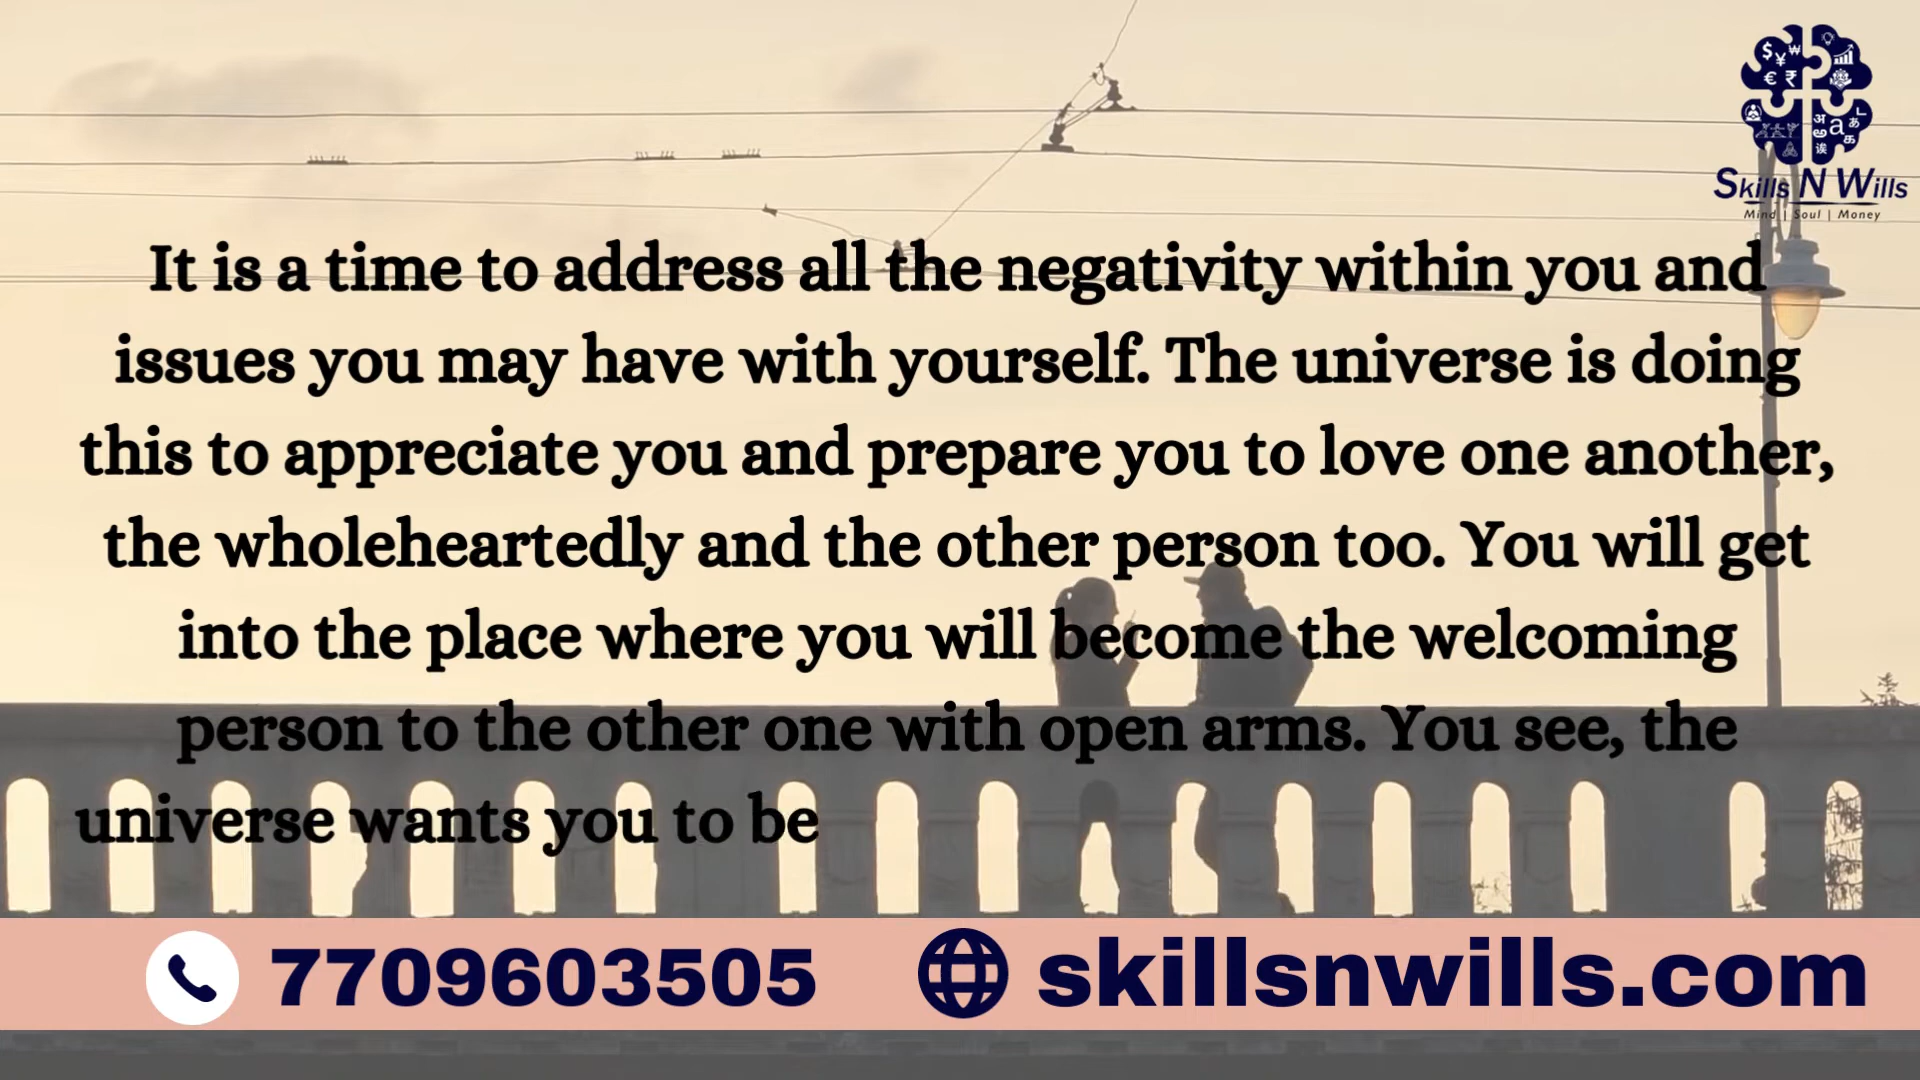 Skills N Wills
Mind | Soul | Money
It is a time to address all the negativity within you and
issues you may have with yourself. The universe is doing
this to appreciate you and prepare you to love one another,
the wholeheartedly and the other person too. You will get
into the place where you will become the welcoming
person to the other one with open arms. You see, the
universe wants you to be
7709603505
skillsnwills.com